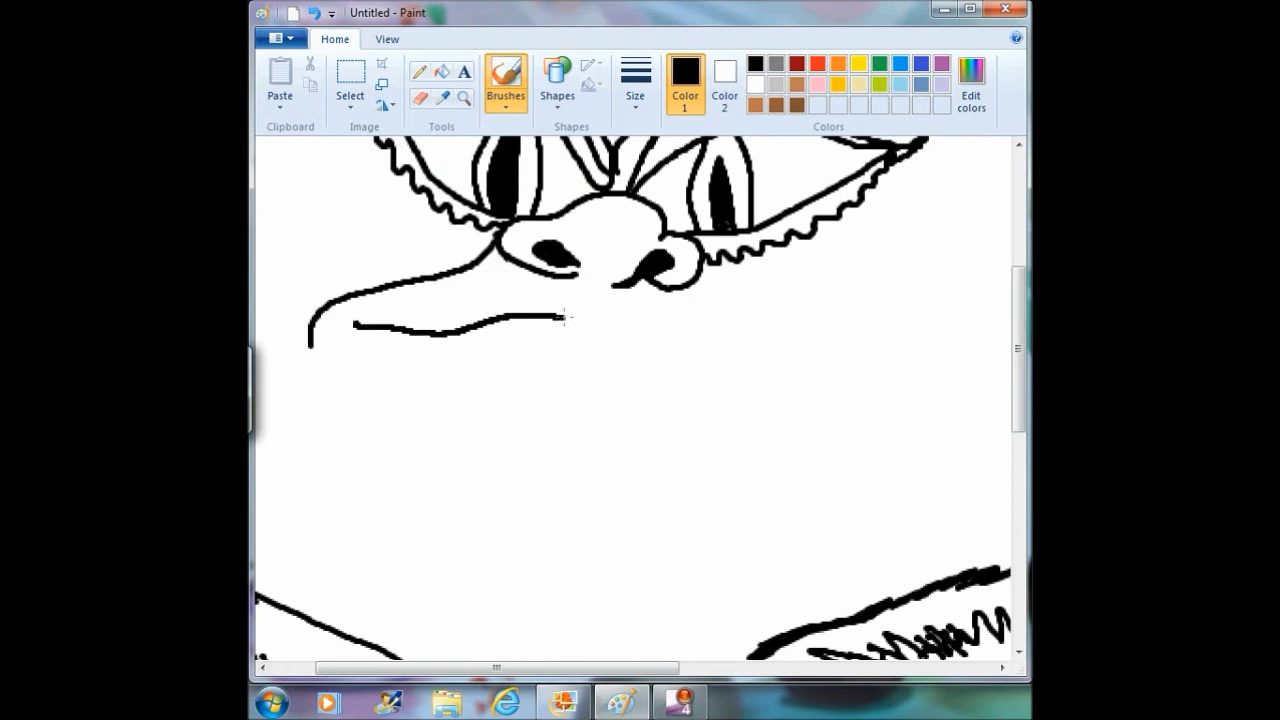 Untitled - Paint
Home View
Paste Select Brushes Shapes Size Color 1 Color 2 Edit colors
Clipboard Image Tools Shapes Colors
4